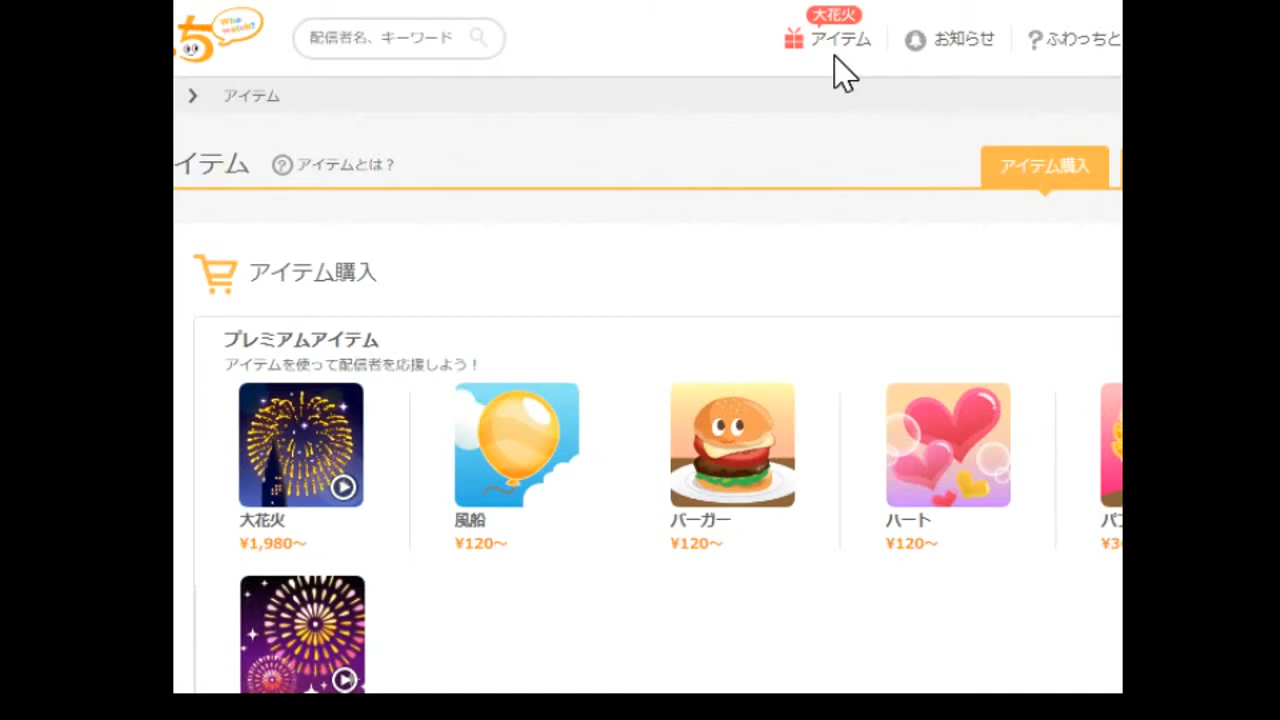 ち Who watch?
配信者名、キーワード
大花火
アイテム
お知らせ
?ふわっちと
アイテム
イテム
?アイテムとは?
アイテム購入
アイテム購入
プレミアムアイテム
アイテムを使って配信者を応援しよう!
大花火
¥1,980〜
風船
¥120〜
バーガー
¥120〜
ハート
¥120〜